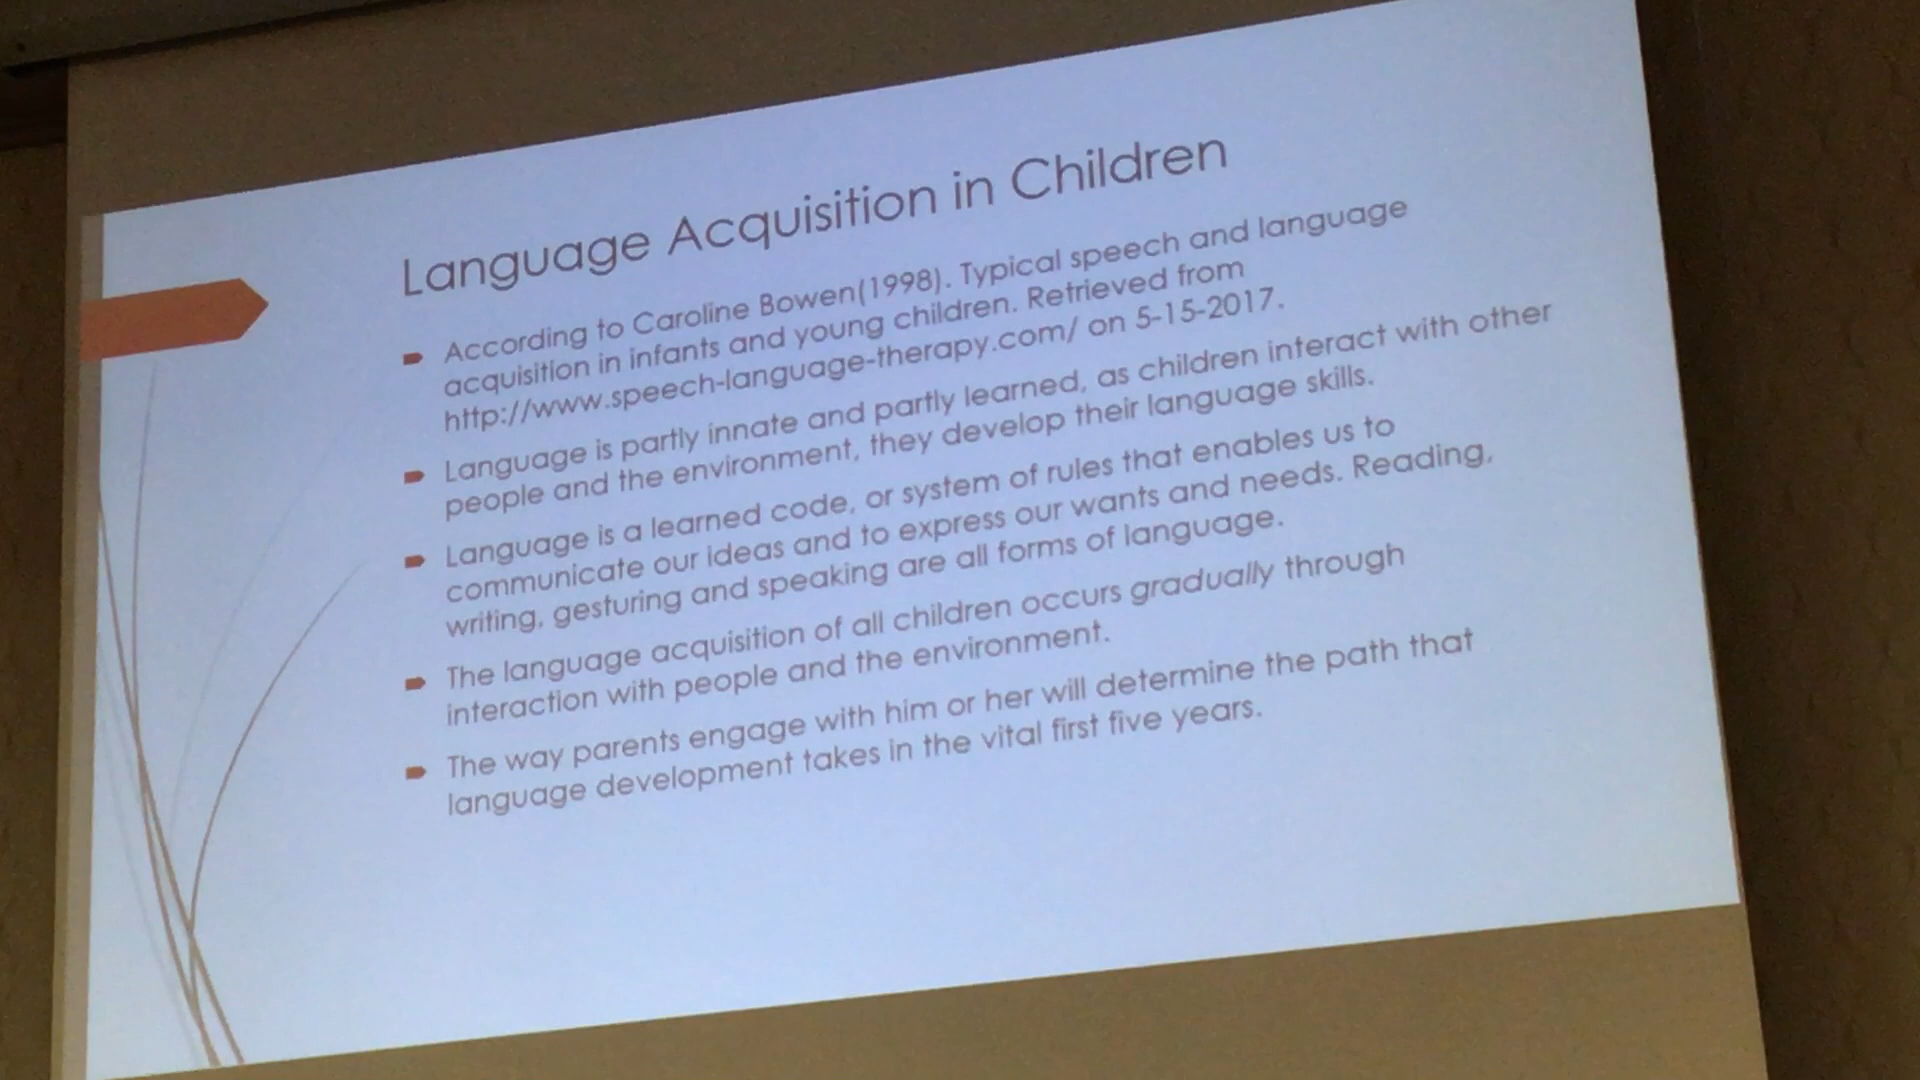 Language Acquisition in Children
According to Caroline Bowen(1998). Typical speech and language
acquisition in infants and young children. Retrieved from
http://www.speech-language-therapy.com/ on 5-15-2017.
Language is partly innate and partly learned, as children interact with other
people and the environment, they develop their language skills.
Language is a learned code, or system of rules that enables us to
communicate our ideas and to express our wants and needs. Reading,
writing, gesturing and speaking are all forms of language.
The language acquisition of all children occurs gradually through
interaction with people and the environment.
The way parents engage with him or her will determine the path that
language development takes in the vital first five years.